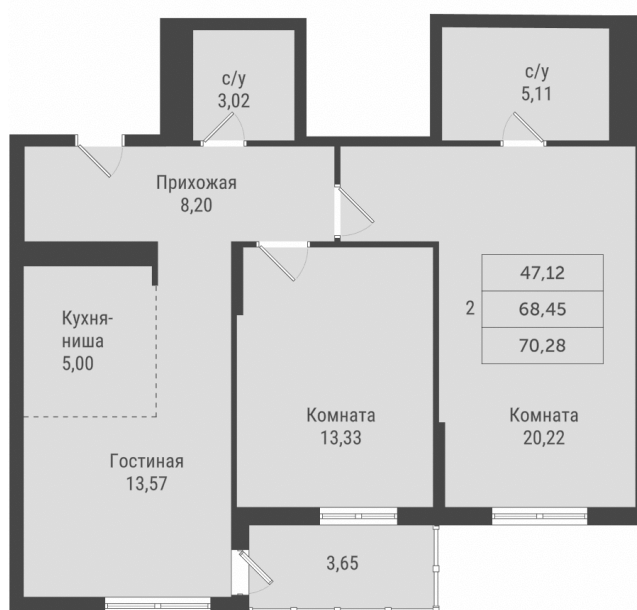 с/у
3,02
с/у
5,11
Прихожая
8,20
47,12
2
68,45
70,28
Кухня-
ниша
5,00
Комната
13,33
Комната
20,22
Гостиная
13,57
3,65